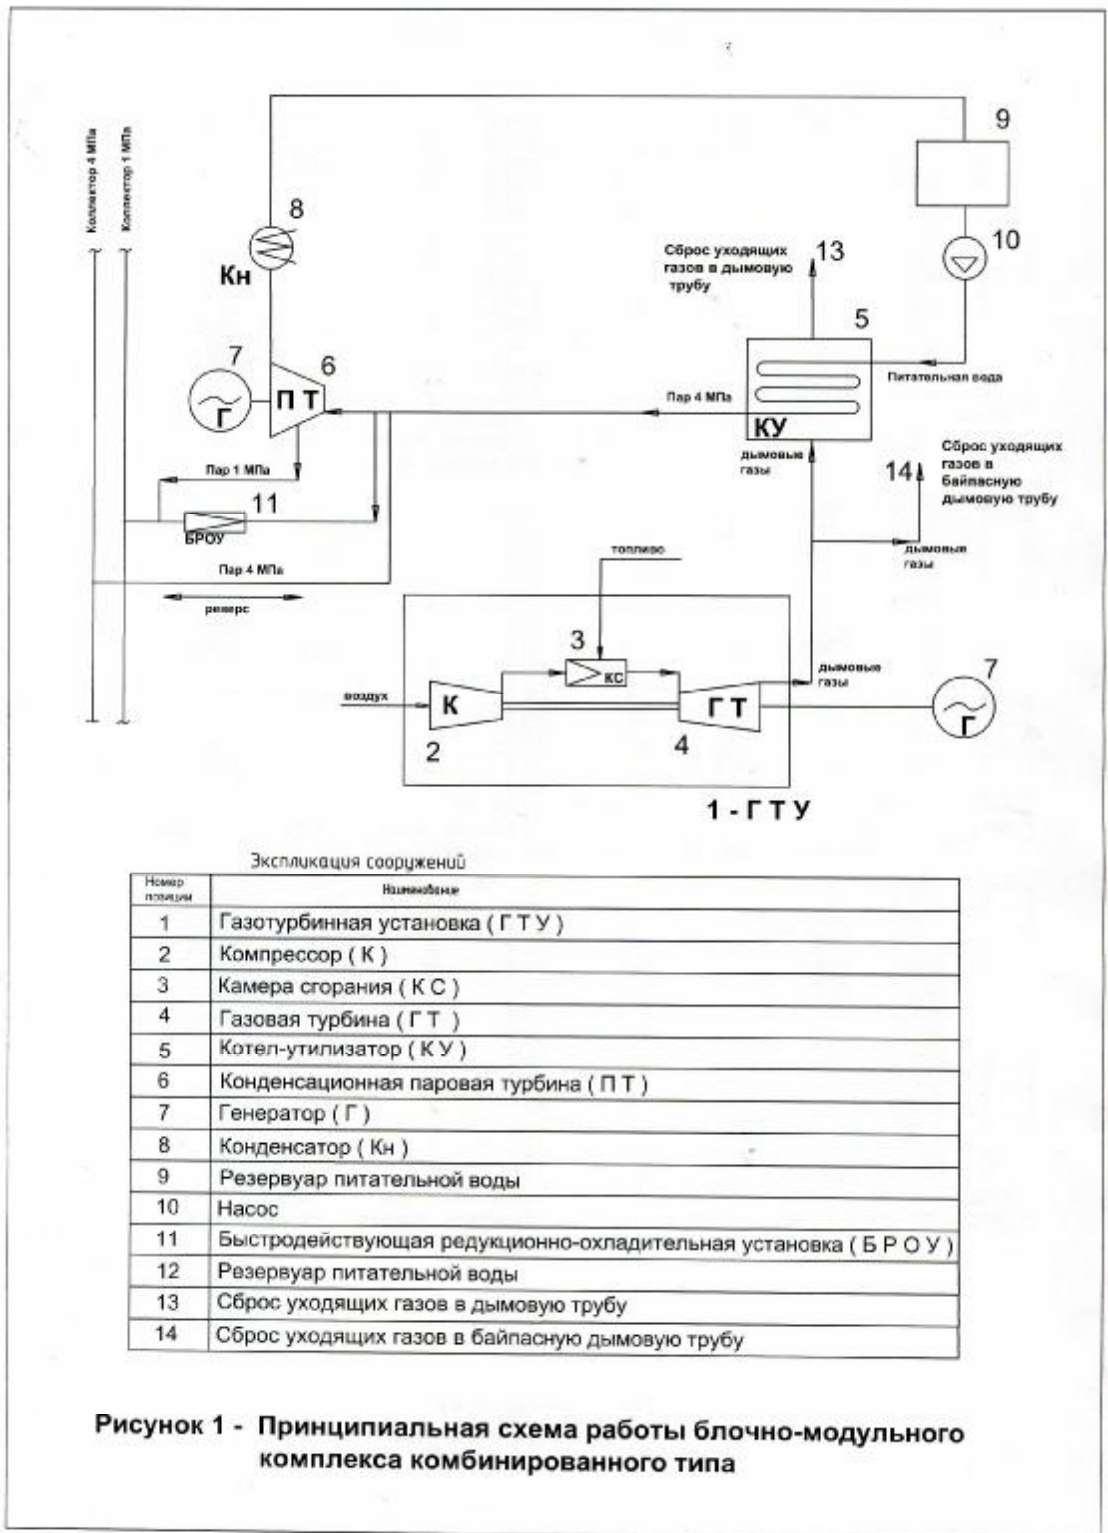 9
Коллектор 4 МПа
Коллектор 1 МПа
8
Кн
10
Сброс уходящих
газов в дымовую
трубу
13
5
7
6
Г
П Т
Питательная вода
Пар 4 МПа
КУ
дымовые
газы
Сброс уходящих
газов в
байпасную
дымовую трубу
14
Пар 1 МПа
11
БРОУ
дымовые
газы
топливо
Пар 4 МПа
реверс
3
КС
дымовые
газы
7
воздух
К
Г Т
Г
2
4
1 - Г Т У
Экспликация сооружений
Номер
позиции
Наименование
1 Газотурбинная установка ( Г Т У )
2 Компрессор ( К )
3 Камера сгорания ( К С )
4 Газовая турбина ( Г Т )
5 Котел-утилизатор ( К У )
6 Конденсационная паровая турбина ( П Т )
7 Генератор ( Г )
8 Конденсатор ( Кн )
9 Резервуар питательной воды
10 Насос
11 Быстродействующая редукционно-охладительная установка ( Б Р О У )
12 Резервуар питательной воды
13 Сброс уходящих газов в дымовую трубу
14 Сброс уходящих газов в байпасную дымовую трубу
Рисунок 1 - Принципиальная схема работы блочно-модульного
комплекса комбинированного типа